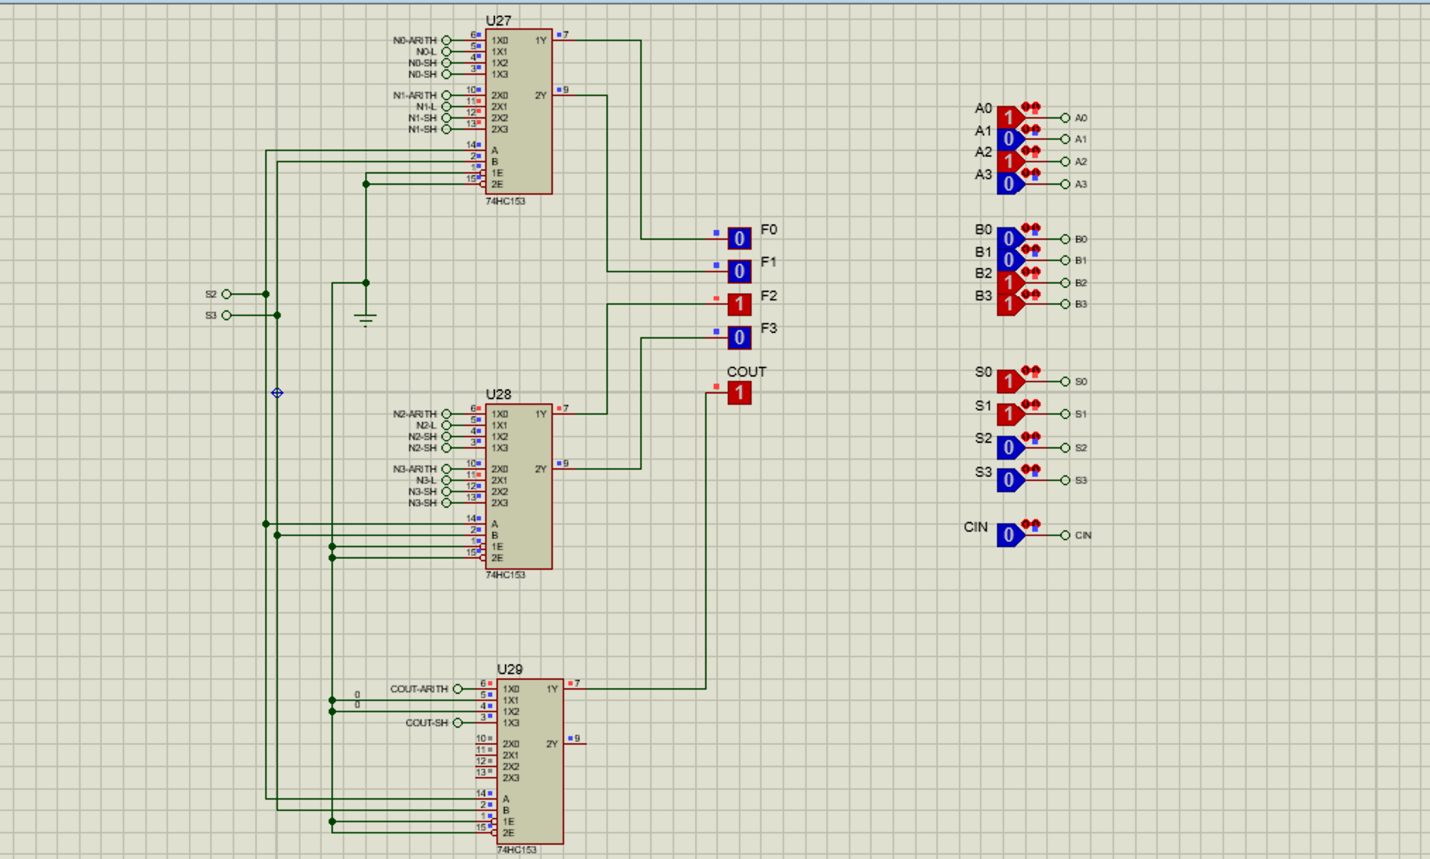 U27
N0-ARITH 6 1X0 1Y 7
N0-L 5 1X1
N0-SH 4 1X2
N0-SH 3 1X3
N1-ARITH 10 2X0 2Y 9
N1-L 11 2X1
N1-SH 12 2X2
N1-SH 13 2X3
14 A
2 B
1 1E
15 2E
74HC153
S2
S3
U28
N2-ARITH 6 1X0 1Y 7
N2-L 5 1X1
N2-SH 4 1X2
N2-SH 3 1X3
N3-ARITH 10 2X0 2Y 9
N3-L 11 2X1
N3-SH 12 2X2
N3-SH 13 2X3
14 A
2 B
1 1E
15 2E
74HC153
U29
COUT-ARITH 6 1X0 1Y 7
0 5 1X1
0 4 1X2
COUT-SH 3 1X3
10 2X0 2Y 9
11 2X1
12 2X2
13 2X3
14 A
2 B
1 1E
15 2E
74HC153
0 F0
0 F1
1 F2
0 F3
COUT
1
A0 1 A0
A1 0 A1
A2 1 A2
A3 0 A3
B0 0 B0
B1 0 B1
B2 1 B2
B3 1 B3
S0 1 S0
S1 1 S1
S2 0 S2
S3 0 S3
CIN 0 CIN